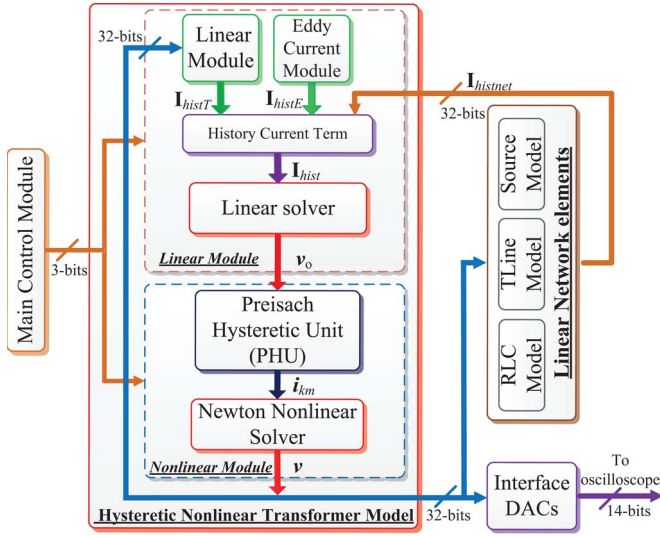 32-bits
Linear
Module
Eddy
Current
Module
I_histT
I_histE
I_histnet
32-bits
History Current Term
I_hist
Linear solver
Linear Module
v_o
Main Control Module
3-bits
Preisach
Hysteretic Unit
(PHU)
i_km
Newton Nonlinear
Solver
Nonlinear Module
v
Hysteretic Nonlinear Transformer Model
Source
Model
TLine
Model
RLC
Model
Linear Network elements
32-bits
Interface
DACs
To
oscilloscope
14-bits